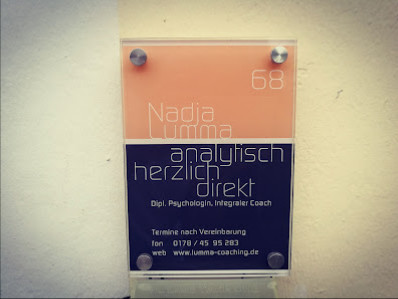 68
Nadja
Lumma
analytisch
herzlich
direkt
Dipl. Psychologin, Integraler Coach
Termine nach Vereinbarung
fon 0178 / 45 95 283
web www.lumma-coaching.de